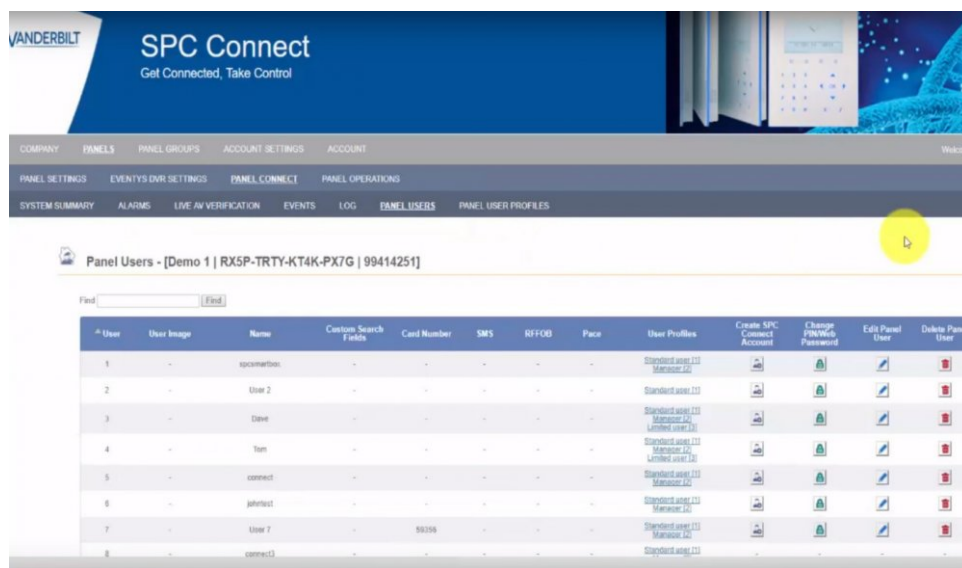 VANDERBILT
SPC Connect
Get Connected, Take Control
COMPANY PANELS PANEL GROUPS ACCOUNT SETTINGS ACCOUNT
PANEL SETTINGS EVENTYS DVR SETTINGS PANEL CONNECT PANEL OPERATIONS
SYSTEM SUMMARY ALARMS LIVE AV VERIFICATION EVENTS LOG PANEL USERS PANEL USER PROFILES
Panel Users - [Demo 1 | RX5P-TRTY-KT4K-PX7G | 99414251]
Find Find
User User Image Name Custom Search Fields Card Number SMS RFFOB Pace User Profiles Create SPC Connect Account Change PIN/Web Password Edit Panel User Delete User
1 - - - - - - Standard user [1]
Manager [2]
2 - User 2 - - - - - Standard user [1]
3 - Dave - - - - - Standard user [1]
Manager [2]
Limited user [3]
4 - Tom - - - - - Standard user [1]
Manager [2]
Limited user [3]
5 - connect - - - - - Standard user [1]
Manager [2]
6 - johntest - - - - - Standard user [1]
Manager [2]
7 - User 7 - 59356 - - - Standard user [1]
Manager [2]
8 - connect3 - - - - - Standard user [1] - - - -